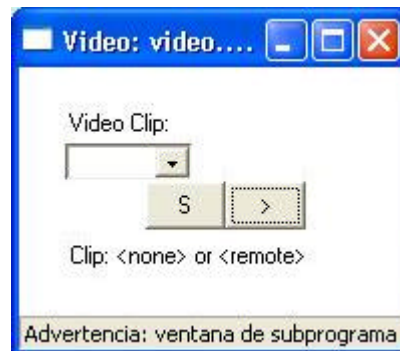 Video: video....
Video Clip:
S >
Clip: <none> or <remote>
Advertencia: ventana de subprograma